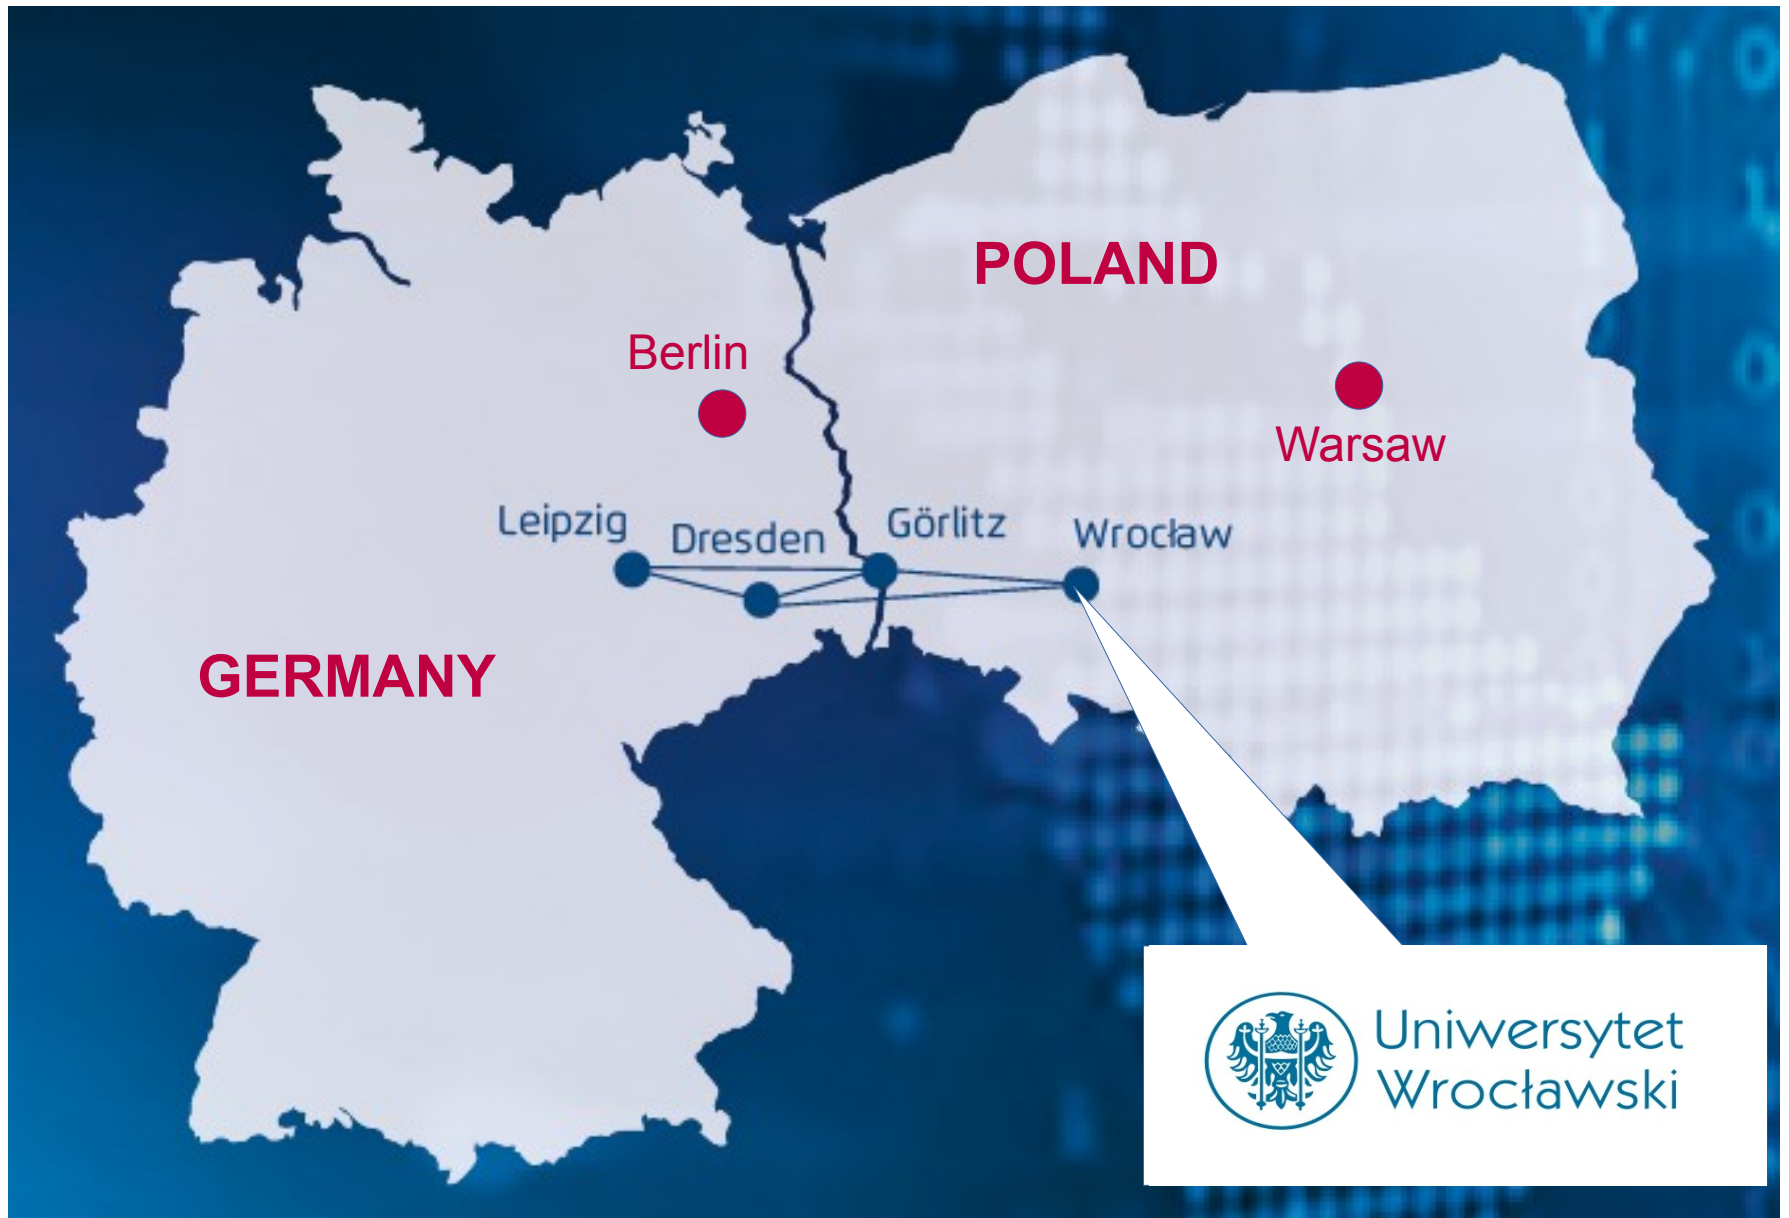 POLAND
Berlin
Warsaw
Leipzig
Dresden
Görlitz
Wrocław
GERMANY
Uniwersytet
Wrocławski